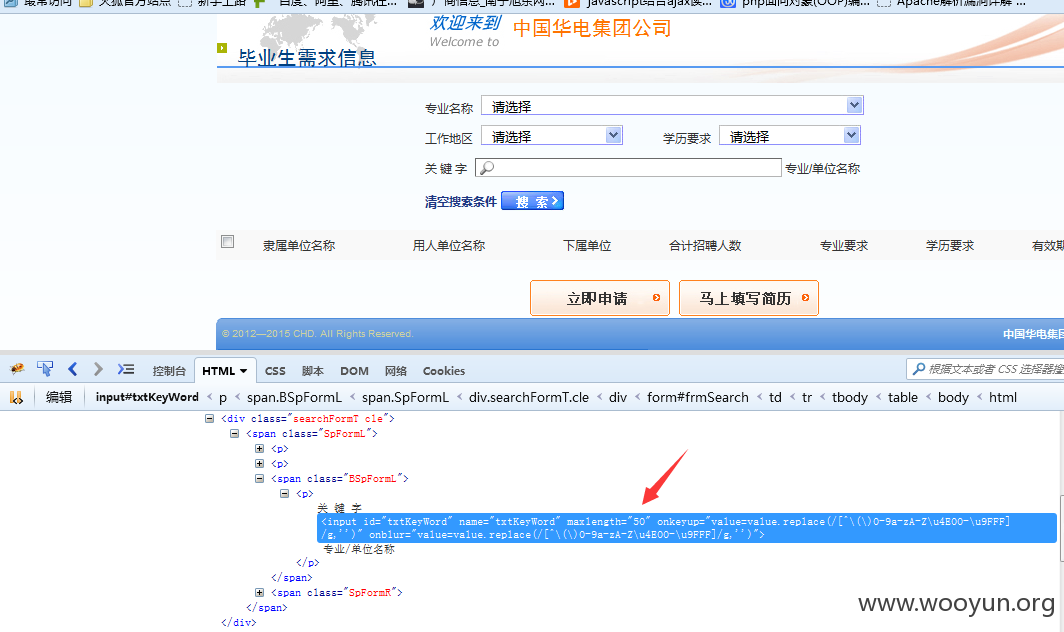 最常访问 火狐官方站点 新手上路 百度、阿里、腾讯在... 厂商信息_南于旭东网... javascript结合ajax读... php面向对象(OOP)编... Apache解析漏洞详解 ...
欢迎来到 中国华电集团公司
Welcome to
毕业生需求信息
专业名称 请选择
工作地区 请选择 学历要求 请选择
关 键 字 专业/单位名称
清空搜索条件 搜 索
隶属单位名称 用人单位名称 下属单位 合计招聘人数 专业要求 学历要求 有效期
立即申请 马上填写简历
© 2012—2015 CHD. All Rights Reserved. 中国华电集团
控制台 HTML CSS 脚本 DOM 网络 Cookies 根据文本或者 CSS 选择器搜
编辑 input#txtKeyWord < p < span.BSpFormL < span.SpFormL < div.searchFormT.cle < div < form#frmSearch < td < tr < tbody < table < body < html
<div class="searchFormT cle">
<span class="SpFormL">
<p>
<p>
<span class="BSpFormL">
<p>
关 键 字
<input id="txtKeyWord" name="txtKeyWord" maxlength="50" onkeyup="value=value.replace(/[^\(\)0-9a-zA-Z\u4E00-\u9FFF]
/g,'')" onblur="value=value.replace(/[^\(\)0-9a-zA-Z\u4E00-\u9FFF]/g,'')">
专业/单位名称
</p>
</span>
<span class="SpFormR">
</span>
</div>
www.wooyun.org